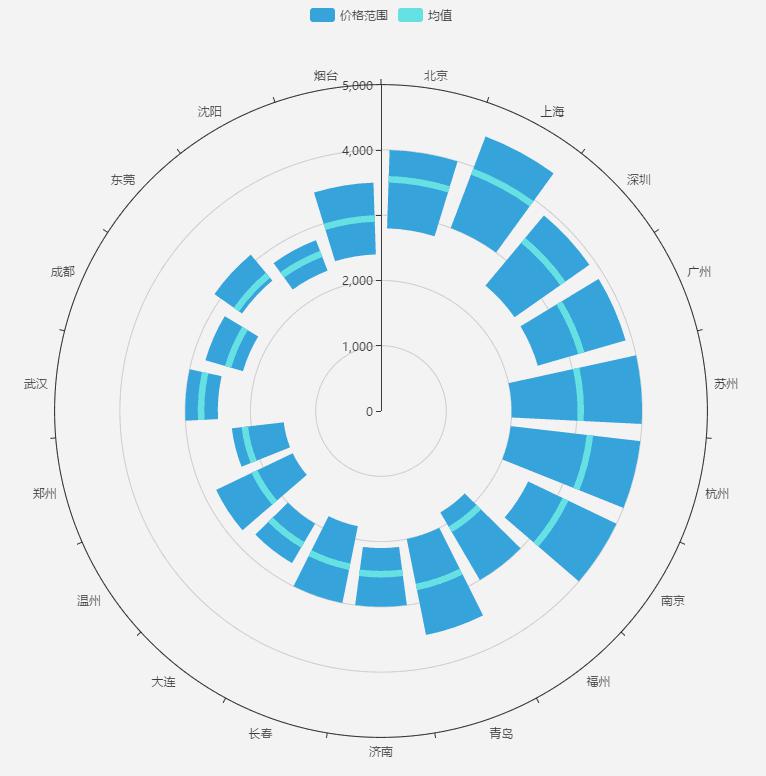 价格范围 均值
烟台
北京
上海
深圳
广州
苏州
杭州
南京
福州
青岛
济南
长春
大连
温州
郑州
武汉
成都
东莞
沈阳
5,000
4,000
2,000
1,000
0